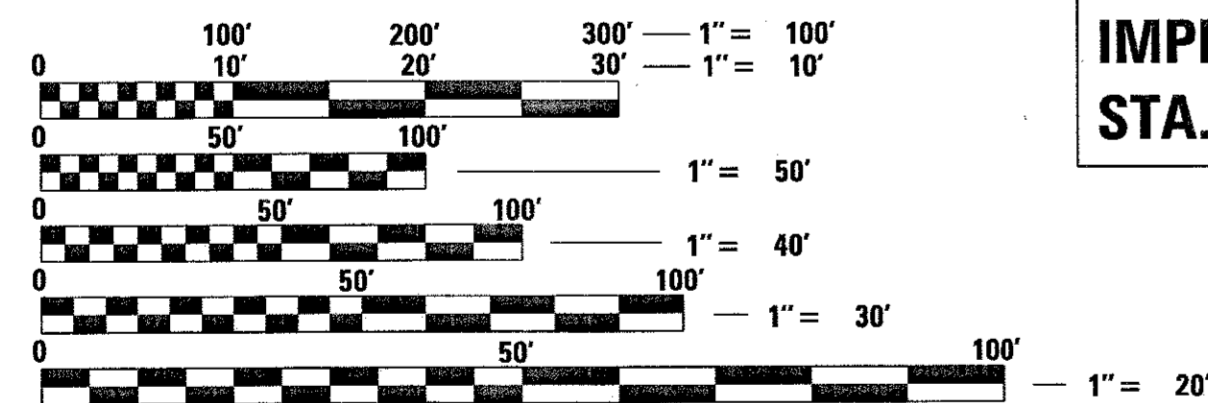 100' 200' 300' 1" = 100'
0 10' 20' 30' 1" = 10'
0 50' 100'
1" = 50'
0 50' 100'
1" = 40'
0 50' 100'
1" = 30'
0 50' 100'
1" = 20'
STA.